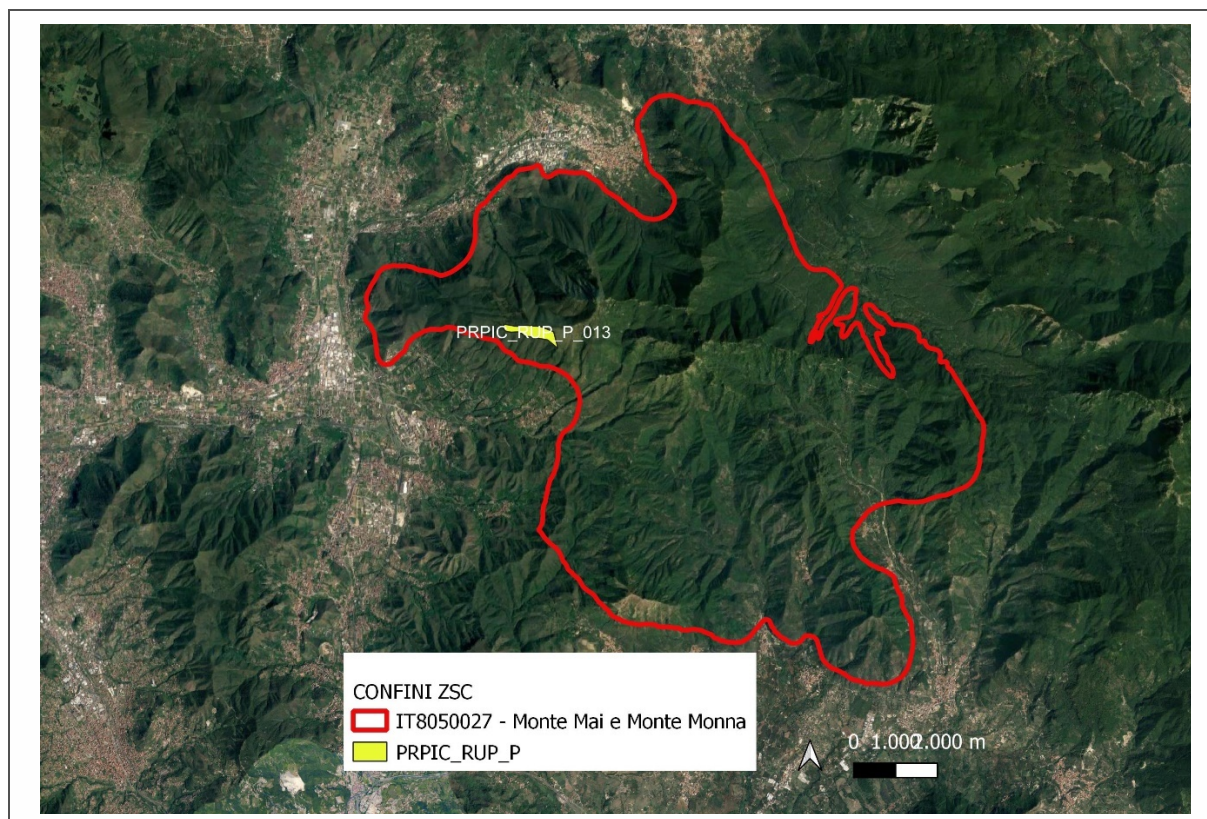 PRPIC_RUP_P_013
CONFINI ZSC
IT8050027 - Monte Mai e Monte Monna
PRPIC_RUP_P
0 1.000 2.000 m